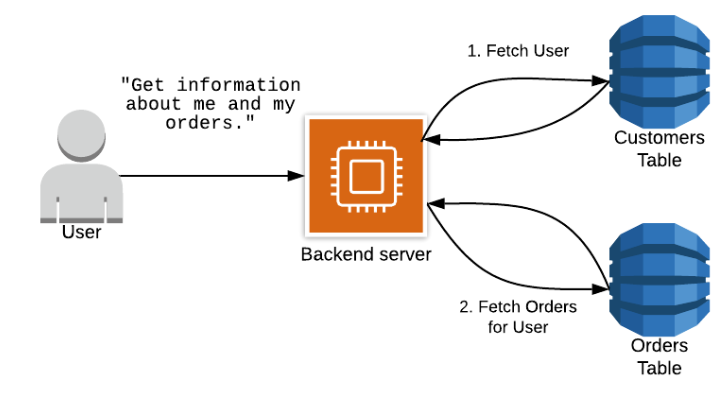 "Get information
about me and my
orders."
User
Backend server
1. Fetch User
Customers
Table
2. Fetch Orders
for User
Orders
Table